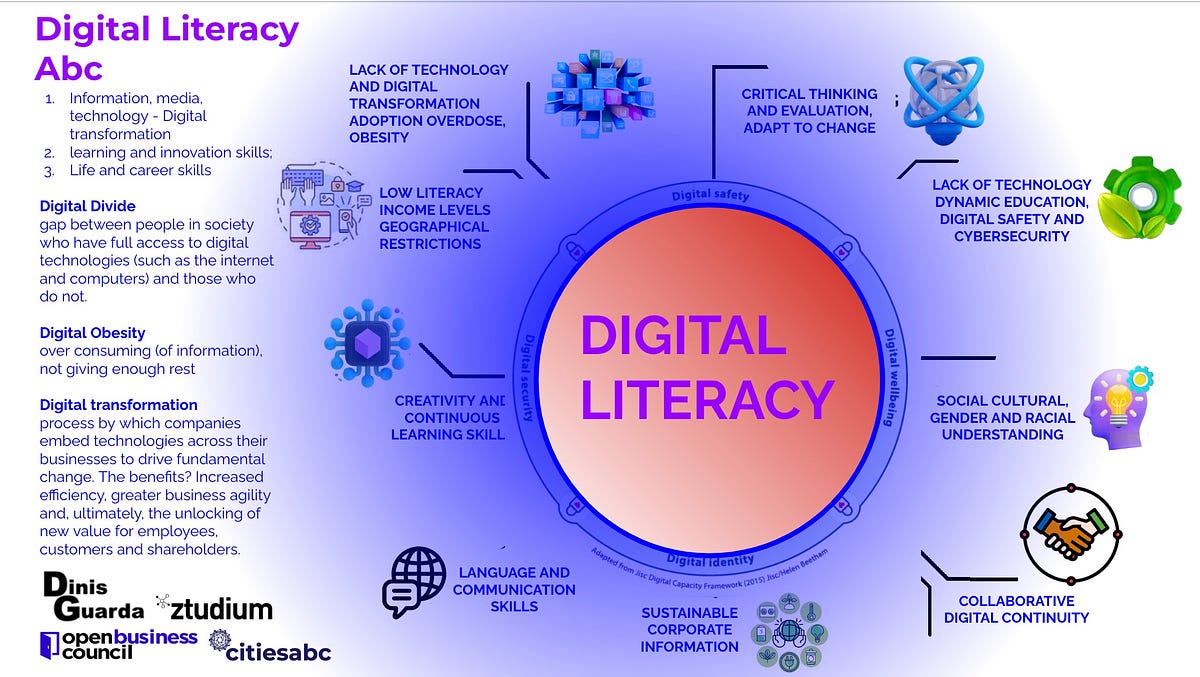 Digital Literacy
Abc
1. Information, media,
technology - Digital
transformation
2. learning and innovation skills;
3. Life and career skills
Digital Divide
gap between people in society
who have full access to digital
technologies (such as the internet
and computers) and those who
do not.
Digital Obesity
over consuming (of information),
not giving enough rest
Digital transformation
process by which companies
embed technologies across their
businesses to drive fundamental
change. The benefits? Increased
efficiency, greater business agility
and, ultimately, the unlocking of
new value for employees,
customers and shareholders.
Dinis
Guarda
ztudium
openbusiness
council
citiesabc
LACK OF TECHNOLOGY
AND DIGITAL
TRANSFORMATION
ADOPTION OVERDOSE,
OBESITY
LOW LITERACY
INCOME LEVELS
GEOGRAPHICAL
RESTRICTIONS
CREATIVITY AND
CONTINUOUS
LEARNING SKILL
LANGUAGE AND
COMMUNICATION
SKILLS
Digital safety
Digital security
Digital wellbeing
Digital identity
DIGITAL
LITERACY
Adapted from Jisc Digital Capacity Framework (2015) Jisc/Helen Beetham
SUSTAINABLE
CORPORATE
INFORMATION
CRITICAL THINKING
AND EVALUATION,
ADAPT TO CHANGE
;
LACK OF TECHNOLOGY
DYNAMIC EDUCATION,
DIGITAL SAFETY AND
CYBERSECURITY
SOCIAL CULTURAL,
GENDER AND RACIAL
UNDERSTANDING
COLLABORATIVE
DIGITAL CONTINUITY